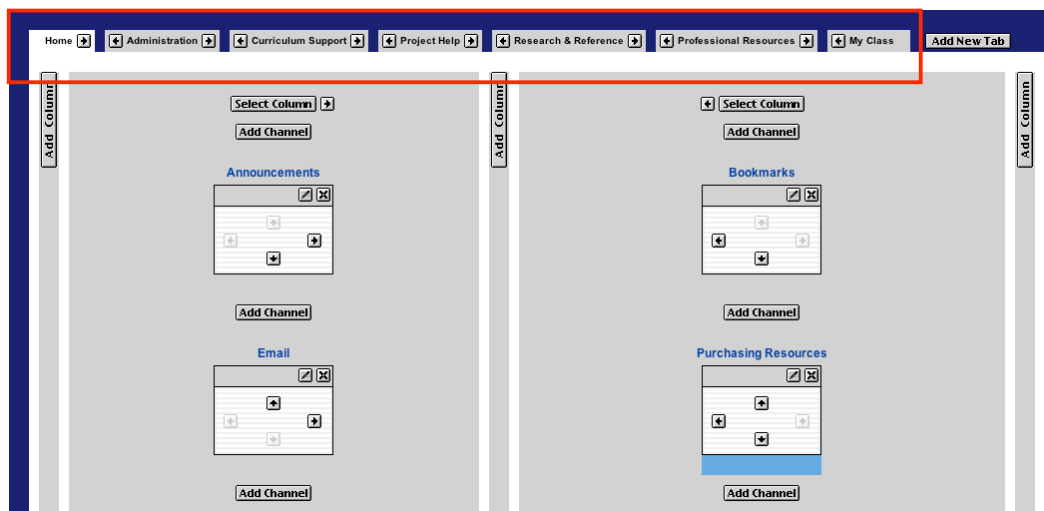 Home Administration Curriculum Support Project Help Research & Reference Professional Resources My Class Add New Tab
Add Column
Add Column
Add Column
Select Column
Select Column
Add Channel
Add Channel
Announcements
Bookmarks
Add Channel
Add Channel
Email
Purchasing Resources
Add Channel
Add Channel